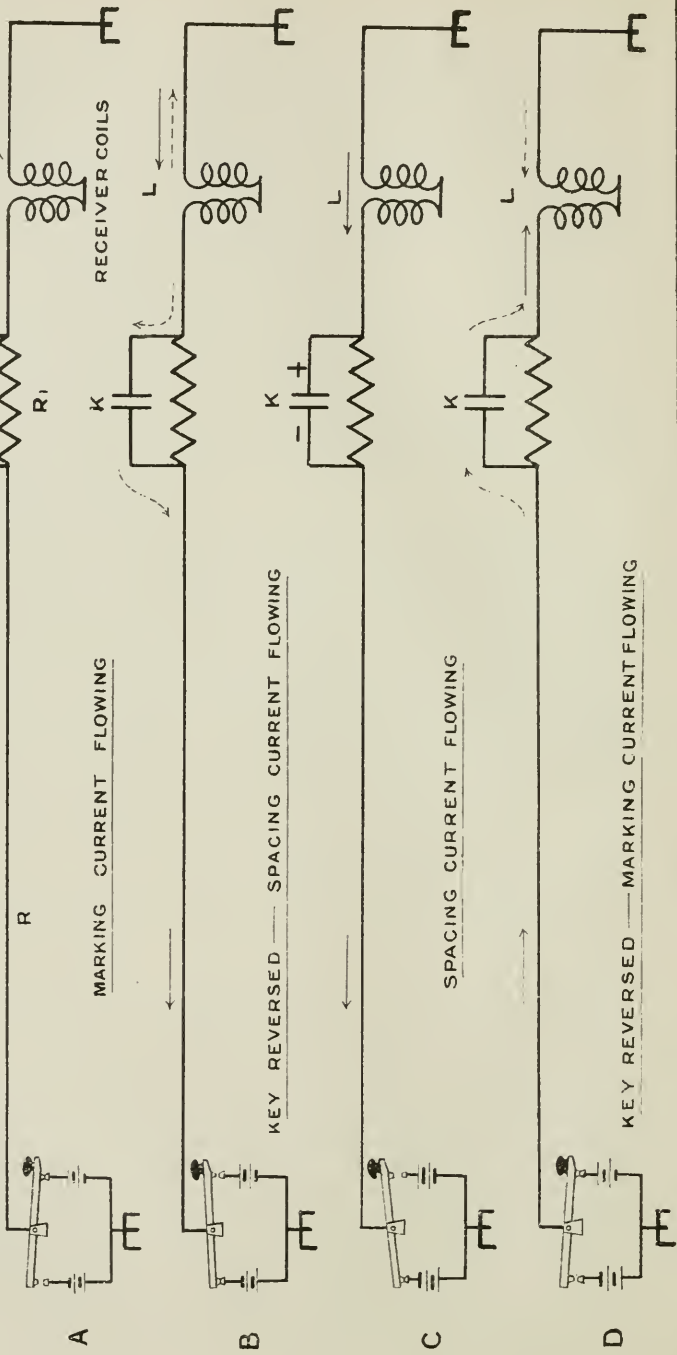 A
R
R₁
RECEIVER COILS
MARKING CURRENT FLOWING
B
K
L
KEY REVERSED — SPACING CURRENT FLOWING
C
− K +
L
SPACING CURRENT FLOWING
D
K
L
KEY REVERSED — MARKING CURRENT FLOWING